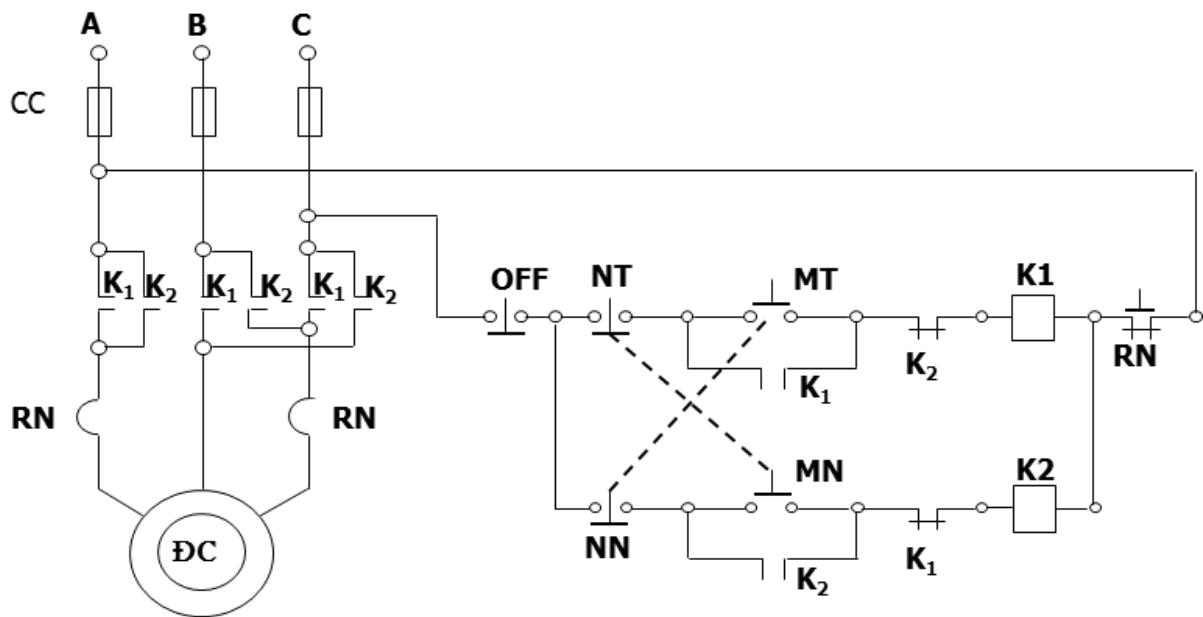 A B C
CC
K₁ K₂ K₁ K₂ K₁ K₂
OFF NT MT K1
K₂ RN
K₁
RN RN
MN K2
NN K₁
K₂
ĐC